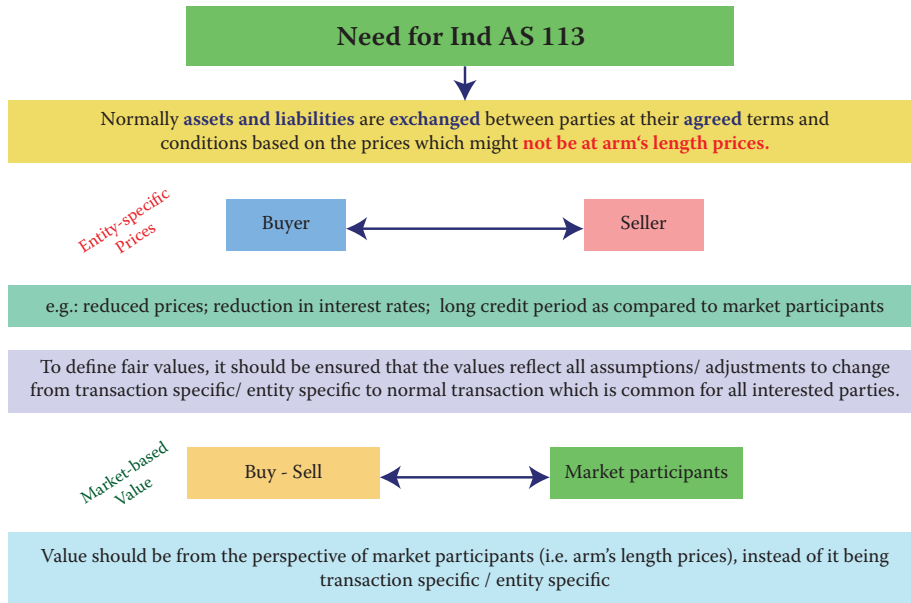 Need for Ind AS 113
Normally assets and liabilities are exchanged between parties at their agreed terms and
conditions based on the prices which might not be at arm‘s length prices.
Entity-specific
Prices
Buyer
Seller
e.g.: reduced prices; reduction in interest rates; long credit period as compared to market participants
To define fair values, it should be ensured that the values reflect all assumptions/ adjustments to change
from transaction specific/ entity specific to normal transaction which is common for all interested parties.
Market-based
Value
Buy - Sell
Market participants
Value should be from the perspective of market participants (i.e. arm’s length prices), instead of it being
transaction specific / entity specific